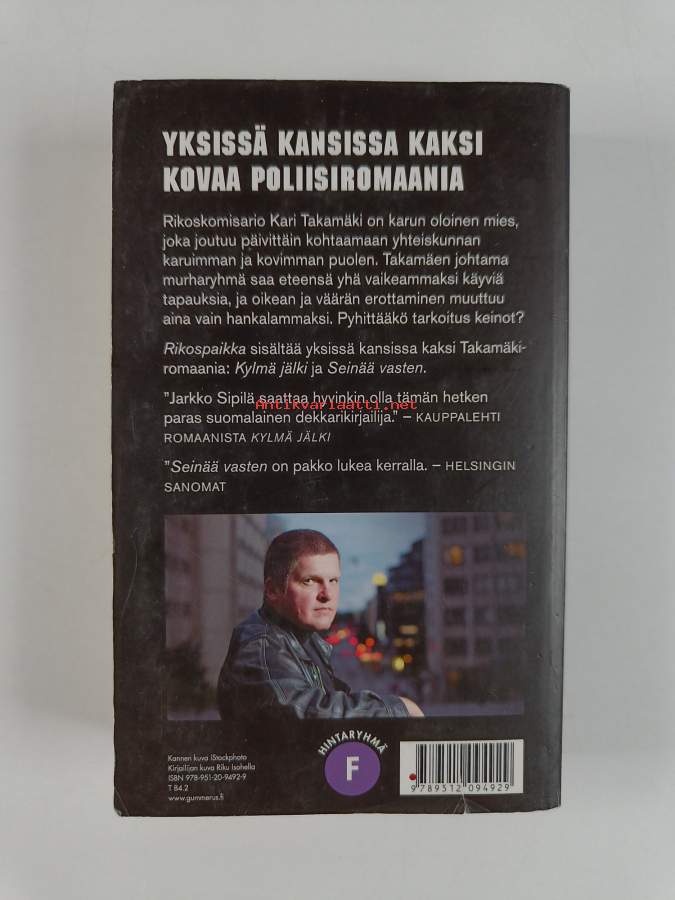 YKSISSÄ KANSISSA KAKSI
KOVAA POLIISIROMAANIA
Rikoskomisario Kari Takamäki on karun oloinen mies,
joka joutuu päivittäin kohtaamaan yhteiskunnan
karuimman ja kovimman puolen. Takamäen johtama
murharyhmä saa eteensä yhä vaikeammaksi käyviä
tapauksia, ja oikean ja väärän erottaminen muuttuu
aina vain hankalammaksi. Pyhittääkö tarkoitus keinot?
Rikospaikka sisältää yksissä kansissa kaksi Takamäki-
romaania: Kylmä jälki ja Seinää vasten.
"Jarkko Sipilä saattaa hyvinkin olla tämän hetken
Antikvariaatti.net
paras suomalainen dekkarikirjailija." – KAUPPALEHTI
ROMAANISTA KYLMÄ JÄLKI
"Seinää vasten on pakko lukea kerralla. – HELSINGIN
SANOMAT
Kannen kuva iStockphoto
Kirjailijan kuva Riku Isohella
ISBN 978-951-20-9492-9
T 84.2
www.gummerus.fi
HINTARYHMÄ
F
9789512094929